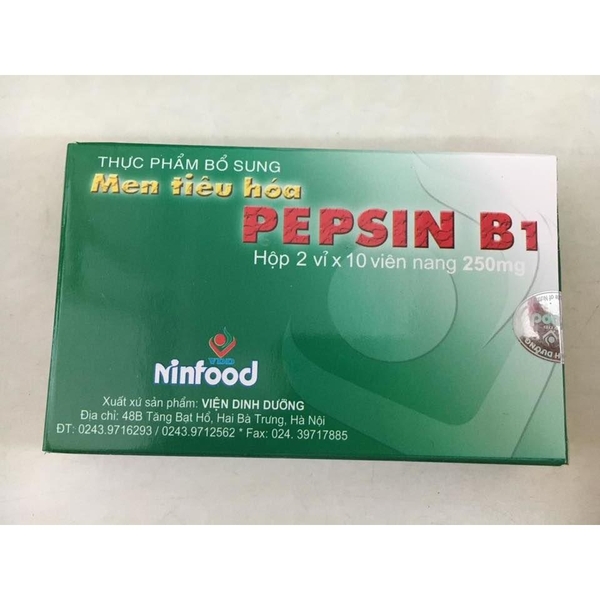 THỰC PHẨM BỔ SUNG
Men tiêu hóa
PEPSIN B1
Hộp 2 vỉ x 10 viên nang 250mg
VDD
Ninfood
Xuất xứ sản phẩm: VIỆN DINH DƯỠNG
Địa chỉ: 48B Tăng Bạt Hổ, Hai Bà Trưng, Hà Nội
ĐT: 0243.9716293 / 0243.9712562 * Fax: 024. 39717885